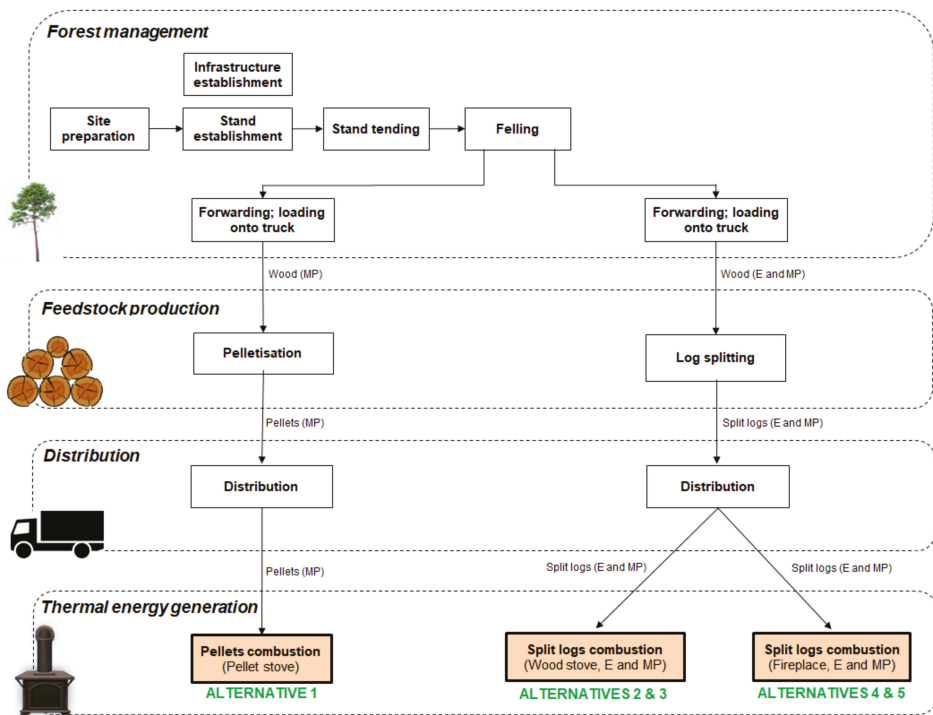 Forest management
Infrastructure
establishment
Site
preparation
Stand
establishment
Stand tending
Felling
Forwarding; loading
onto truck
Forwarding; loading
onto truck
Wood (MP)
Wood (E and MP)
Feedstock production
Pelletisation
Log splitting
Pellets (MP)
Split logs (E and MP)
Distribution
Distribution
Distribution
Pellets (MP)
Split logs (E and MP)
Split logs (E and MP)
Thermal energy generation
Pellets combustion
(Pellet stove)
ALTERNATIVE 1
Split logs combustion
(Wood stove, E and MP)
ALTERNATIVES 2 & 3
Split logs combustion
(Fireplace, E and MP)
ALTERNATIVES 4 & 5